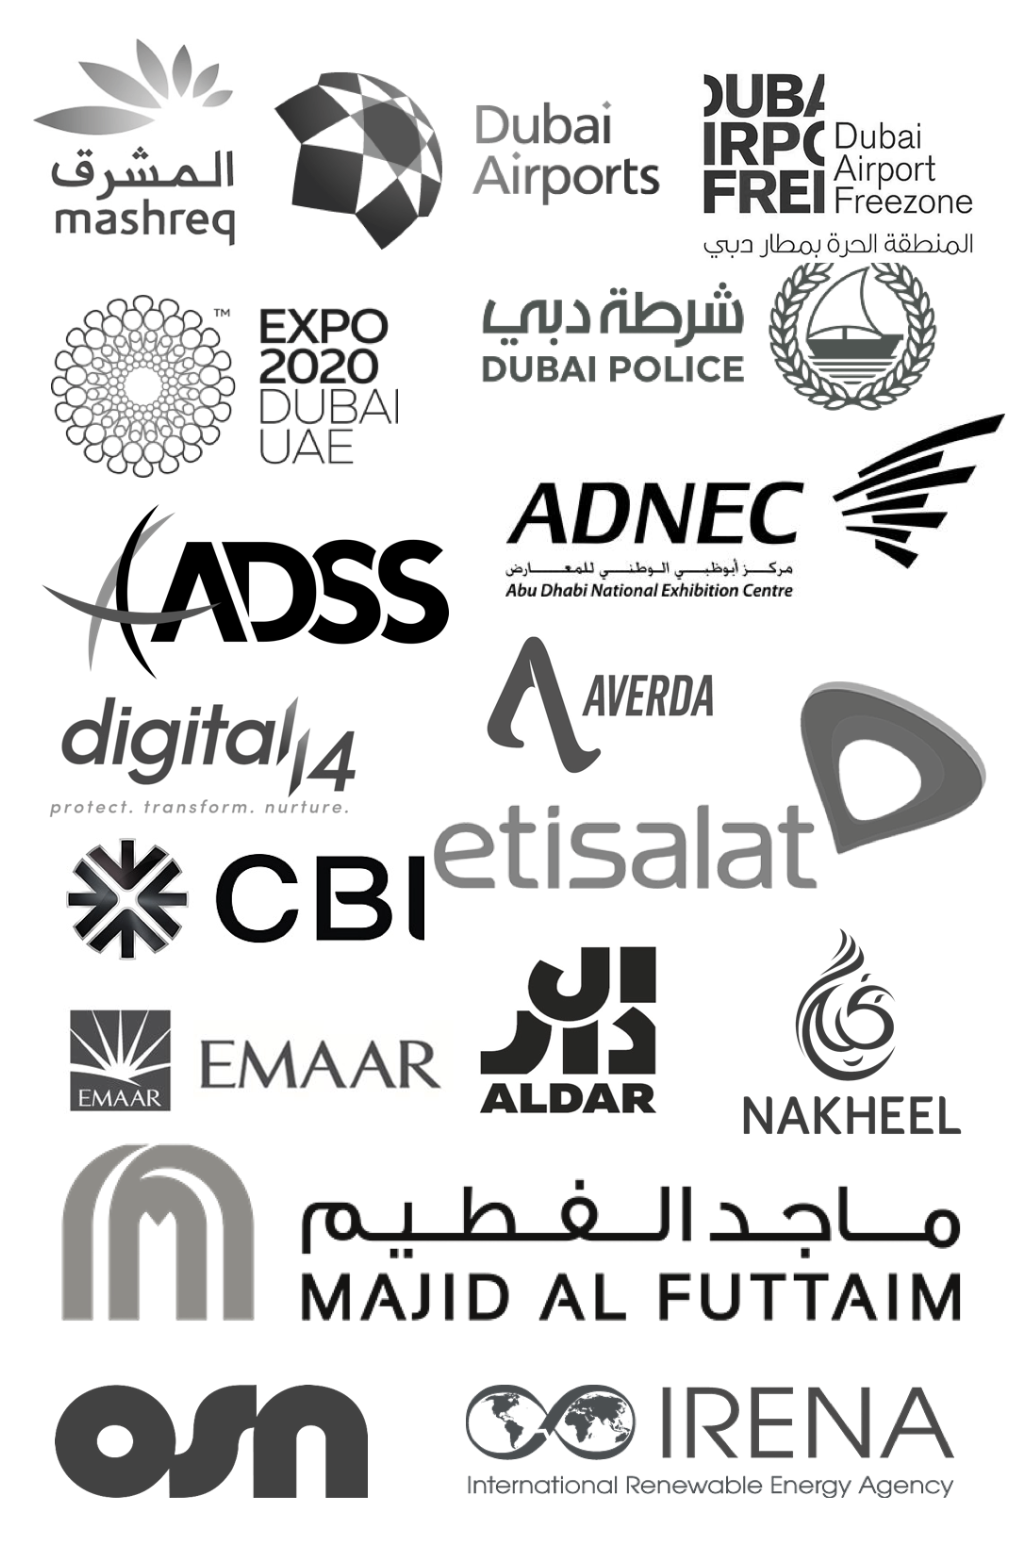 المشرق
mashreq
Dubai
Airports
DUBA
IRPO
FREI
Dubai
Airport
Freezone
المنطقة الحرة بمطار دبي
EXPO
2020
DUBAI
UAE
™
شرطة دبي
DUBAI POLICE
ADNEC
مركز أبوظبي الوطني للمعارض
Abu Dhabi National Exhibition Centre
ADSS
AVERDA
digital14
protect. transform. nurture.
etisalat
CBI
EMAAR
EMAAR
الدار
ALDAR
NAKHEEL
ماجد الفطيم
MAJID AL FUTTAIM
osn
IRENA
International Renewable Energy Agency